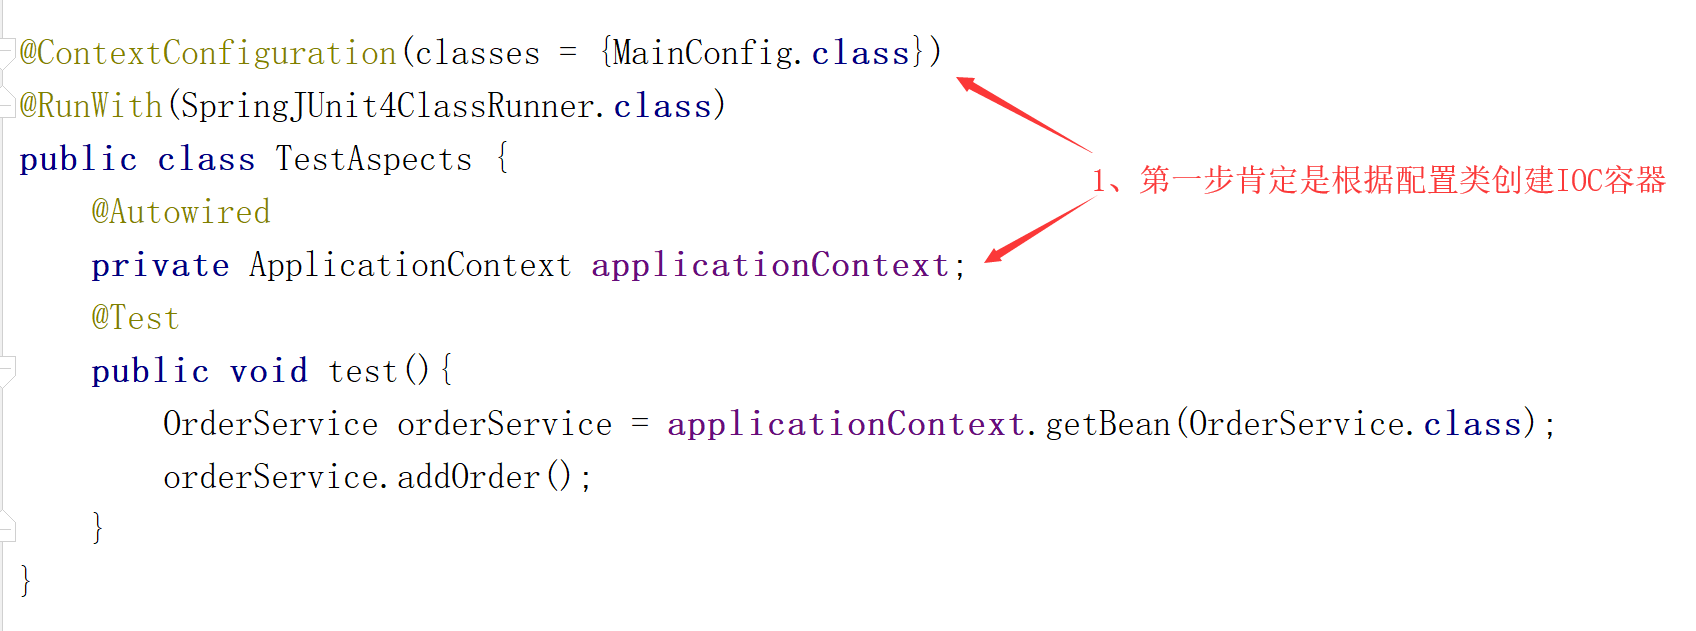 @ContextConfiguration(classes = {MainConfig.class})
@RunWith(SpringJUnit4ClassRunner.class)
public class TestAspects {
1、第一步肯定是根据配置类创建IOC容器
@Autowired
private ApplicationContext applicationContext;
@Test
public void test(){
OrderService orderService = applicationContext.getBean(OrderService.class);
orderService.addOrder();
}
}